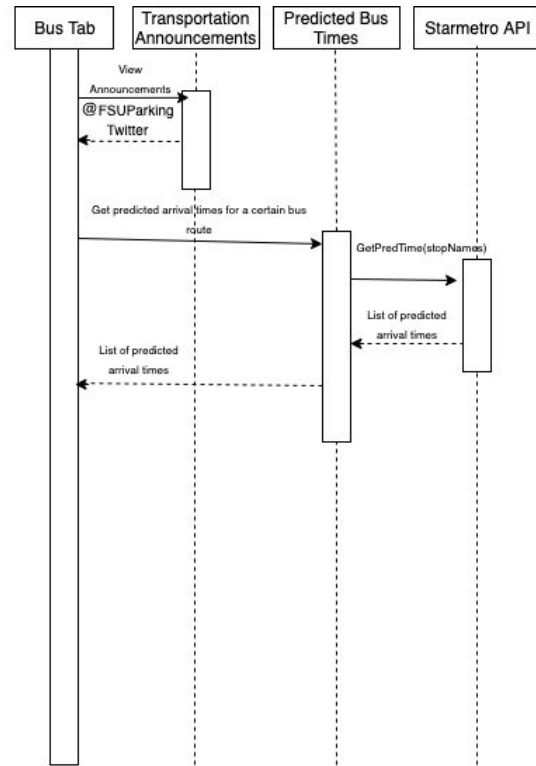 Bus Tab
Transportation
Announcements
Predicted Bus
Times
Starmetro API
View
Announcements
@FSUParking
Twitter
Get predicted arrival times for a certain bus
route
GetPredTime(stopNames)
List of predicted
arrival times
List of predicted
arrival times